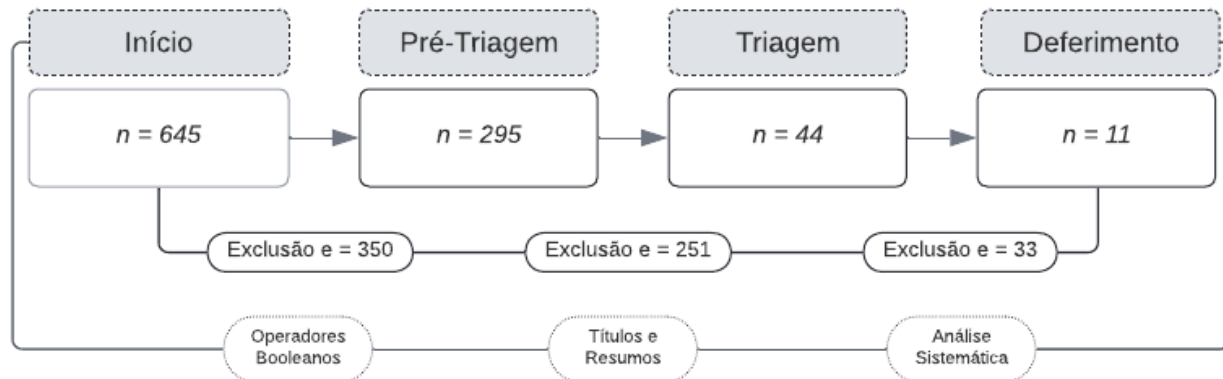 Início
Pré-Triagem
Triagem
Deferimento
n = 645
n = 295
n = 44
n = 11
Exclusão e = 350
Exclusão e = 251
Exclusão e = 33
Operadores
Booleanos
Títulos e
Resumos
Análise
Sistemática